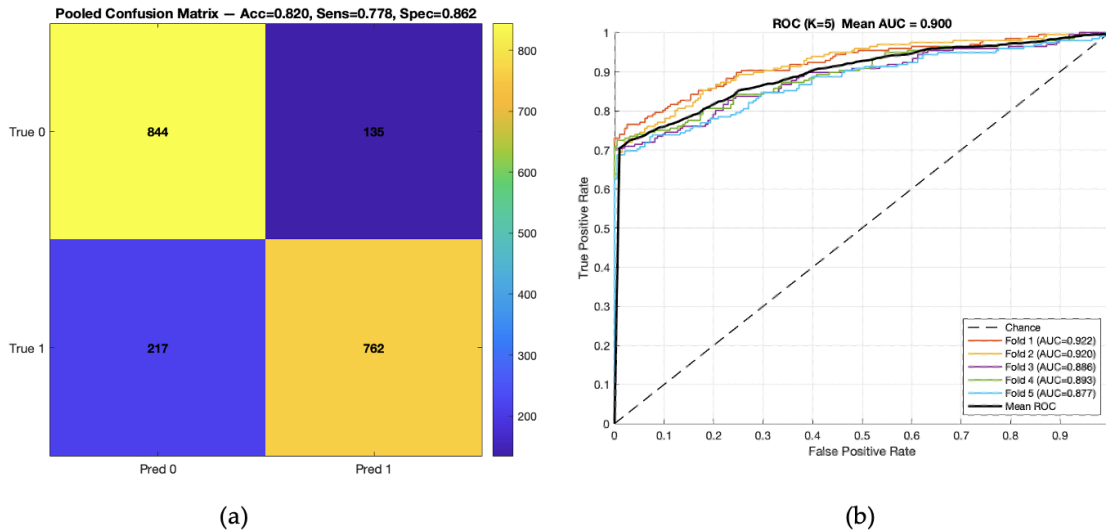 Pooled Confusion Matrix — Acc=0.820, Sens=0.778, Spec=0.862
True 0
844
135
True 1
217
762
Pred 0
Pred 1
800
700
600
500
400
300
200
(a)
ROC (K=5) Mean AUC = 0.900
True Positive Rate
1
0.9
0.8
0.7
0.6
0.5
0.4
0.3
0.2
0.1
0
Chance
Fold 1 (AUC=0.922)
Fold 2 (AUC=0.920)
Fold 3 (AUC=0.886)
Fold 4 (AUC=0.893)
Fold 5 (AUC=0.877)
Mean ROC
0 0.1 0.2 0.3 0.4 0.5 0.6 0.7 0.8 0.9
False Positive Rate
(b)